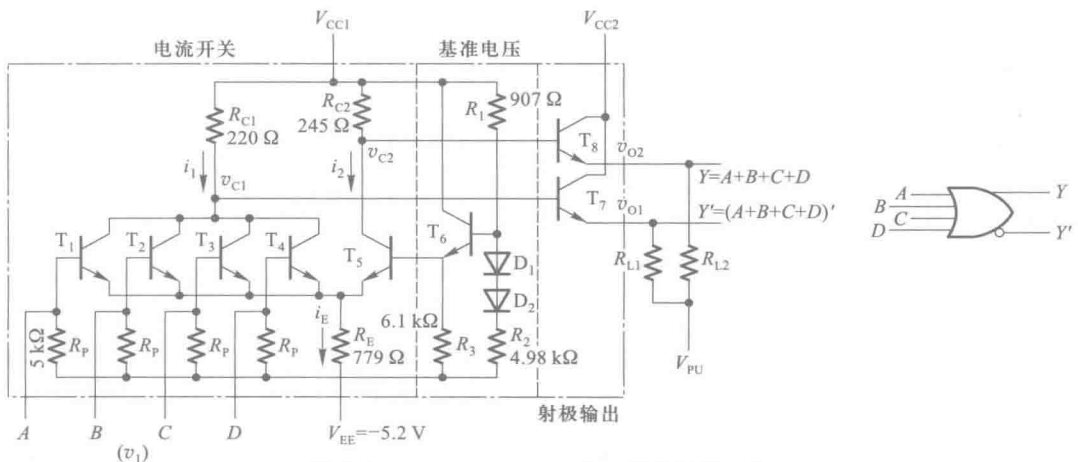 V_CC1
V_CC2
电流开关
基准电压
R_C1
220 Ω
R_C2
245 Ω
R_1
907 Ω
i_1
v_C1
i_2
v_C2
T_8
v_O2
Y=A+B+C+D
T_7
v_O1
Y′=(A+B+C+D)′
T_1
T_2
T_3
T_4
T_5
T_6
D_1
D_2
R_L1
R_L2
i_E
5 kΩ
R_P
R_P
R_P
R_P
R_E
779 Ω
6.1 kΩ
R_3
R_2
4.98 kΩ
V_PU
射极输出
A
B
C
D
V_EE=−5.2 V
(v_1)
A
B
C
D
Y
Y′